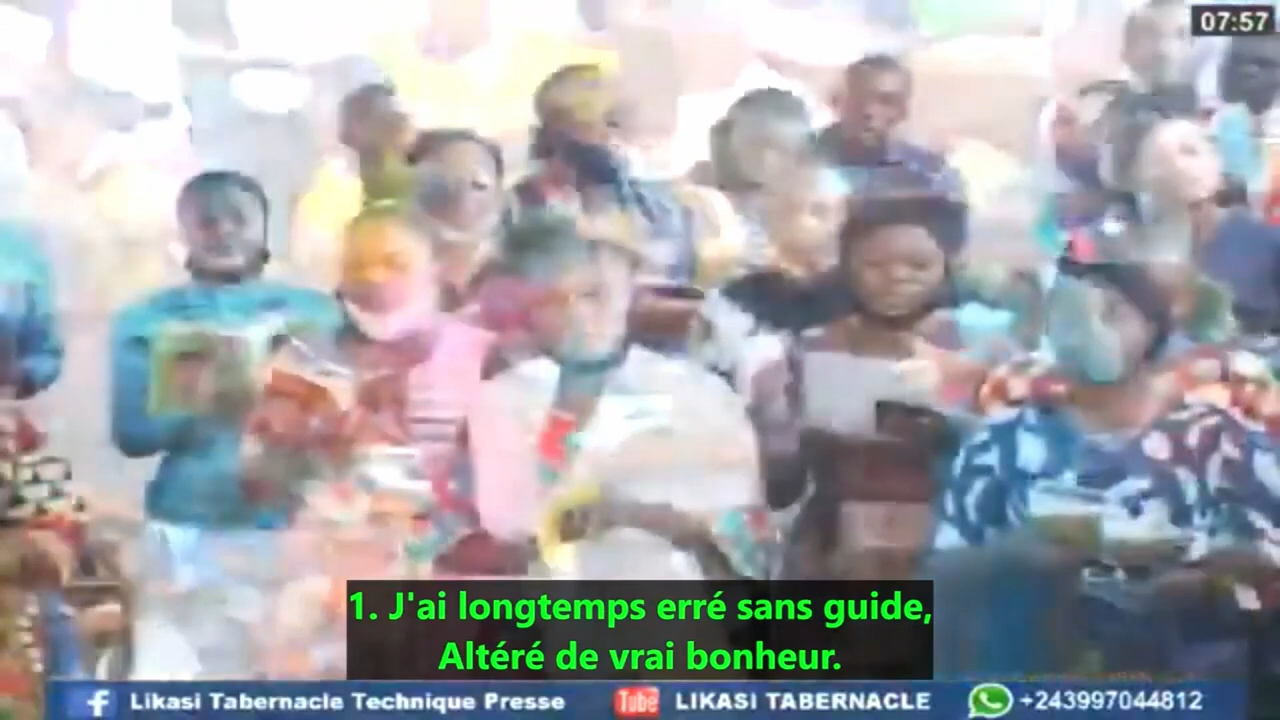 07:57
1. J'ai longtemps erré sans guide,
Altéré de vrai bonheur.
Likasi Tabernacle Technique Presse Tube LIKASI TABERNACLE +243997044812